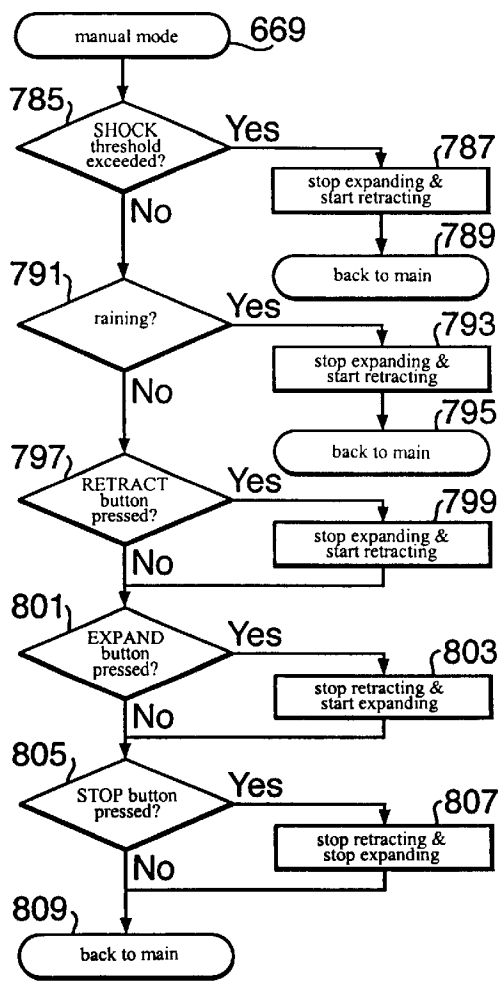 manual mode
669
785
SHOCK
threshold
exceeded?
Yes
787
stop expanding &
start retracting
No
789
back to main
791
raining?
Yes
793
stop expanding &
start retracting
No
795
back to main
797
RETRACT
button
pressed?
Yes
799
stop expanding &
start retracting
No
801
EXPAND
button
pressed?
Yes
803
stop retracting &
start expanding
No
805
STOP button
pressed?
Yes
807
stop retracting &
stop expanding
No
809
back to main